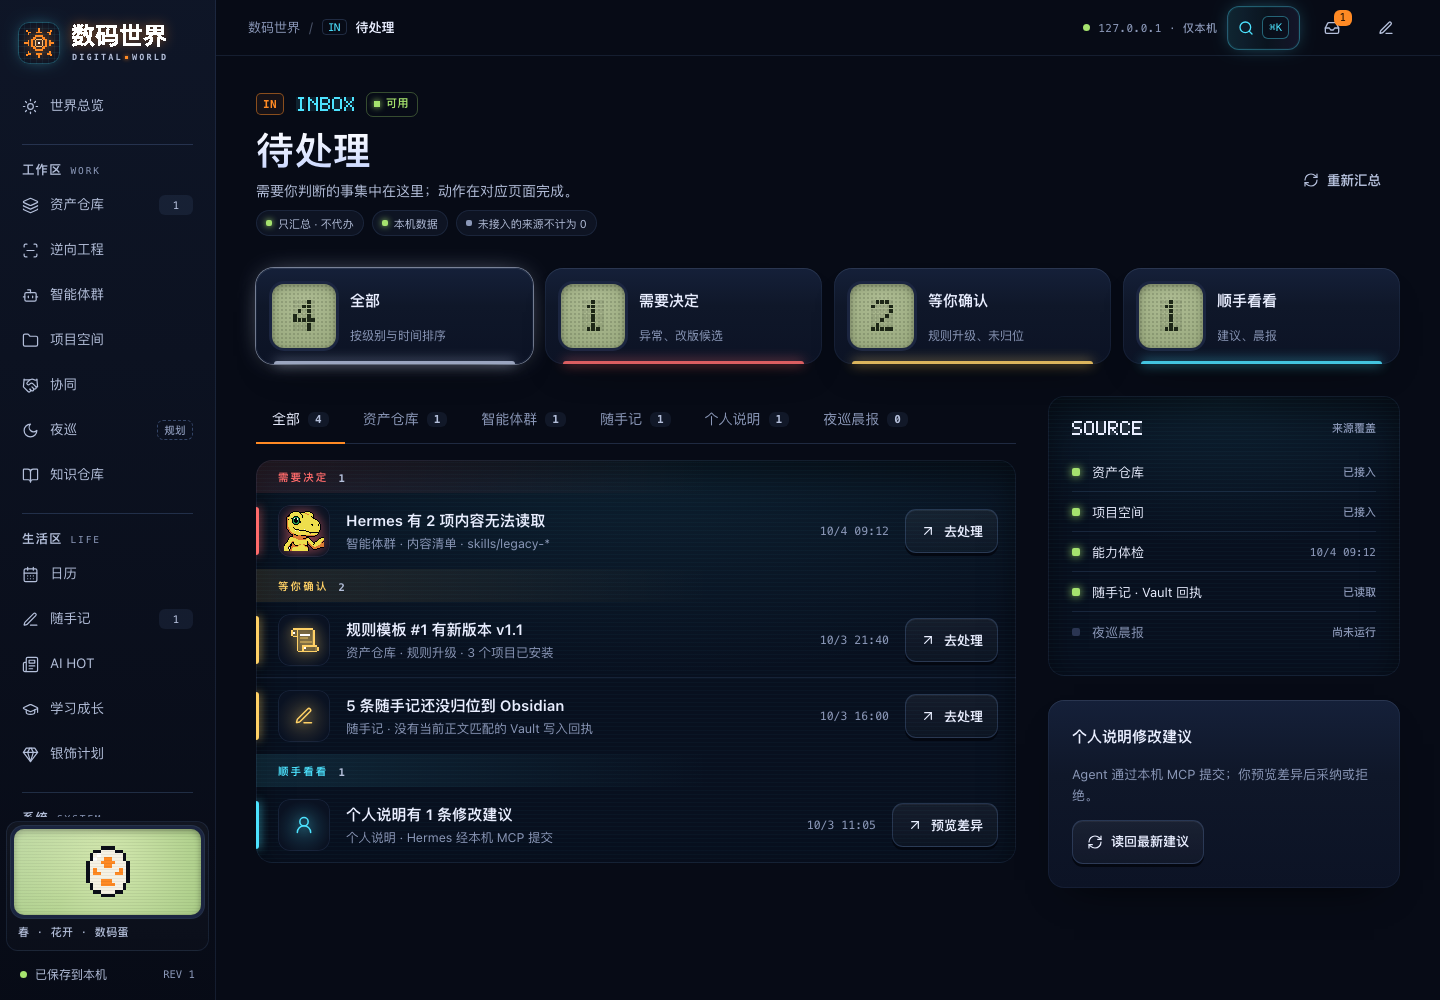 数码世界
DIGITAL WORLD
世界总览
工作区 WORK
资产仓库 1
逆向工程
智能体群
项目空间
协同
夜巡 规划
知识仓库
生活区 LIFE
日历
随手记 1
AI HOT
学习成长
银饰计划
系统 SYSTEM
春 · 花开 · 数码蛋
已保存到本机 REV 1
数码世界 / IN 待处理
127.0.0.1 · 仅本机
⌘K
1
IN INBOX 可用
待处理
需要你判断的事集中在这里；动作在对应页面完成。
只汇总 · 不代办 本机数据 未接入的来源不计为 0
重新汇总
4 全部
按级别与时间排序
1 需要决定
异常、改版候选
2 等你确认
规则升级、未归位
1 顺手看看
建议、晨报
全部 4 资产仓库 1 智能体群 1 随手记 1 个人说明 1 夜巡晨报 0
需要决定 1
Hermes 有 2 项内容无法读取
智能体群 · 内容清单 · skills/legacy-*
10/4 09:12 去处理
等你确认 2
规则模板 #1 有新版本 v1.1
资产仓库 · 规则升级 · 3 个项目已安装
10/3 21:40 去处理
5 条随手记还没归位到 Obsidian
随手记 · 没有当前正文匹配的 Vault 写入回执
10/3 16:00 去处理
顺手看看 1
个人说明有 1 条修改建议
个人说明 · Hermes 经本机 MCP 提交
10/3 11:05 预览差异
SOURCE 来源覆盖
资产仓库 已接入
项目空间 已接入
能力体检 10/4 09:12
随手记 · Vault 回执 已读取
夜巡晨报 尚未运行
个人说明修改建议
Agent 通过本机 MCP 提交；你预览差异后采纳或拒
绝。
读回最新建议